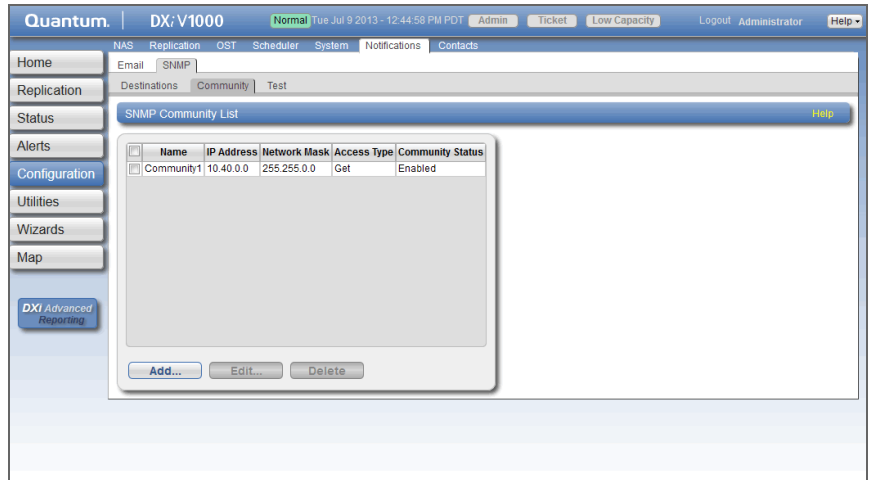 Quantum. DXi V1000 Normal Tue Jul 9 2013 - 12:44:58 PM PDT Admin Ticket Low Capacity Logout Administrator Help
NAS Replication OST Scheduler System Notifications Contacts
Home
Replication
Status
Alerts
Configuration
Utilities
Wizards
Map
DXI Advanced
Reporting
Email SNMP
Destinations Community Test
SNMP Community List Help
Name IP Address Network Mask Access Type Community Status
Community1 10.40.0.0 255.255.0.0 Get Enabled
Add... Edit... Delete